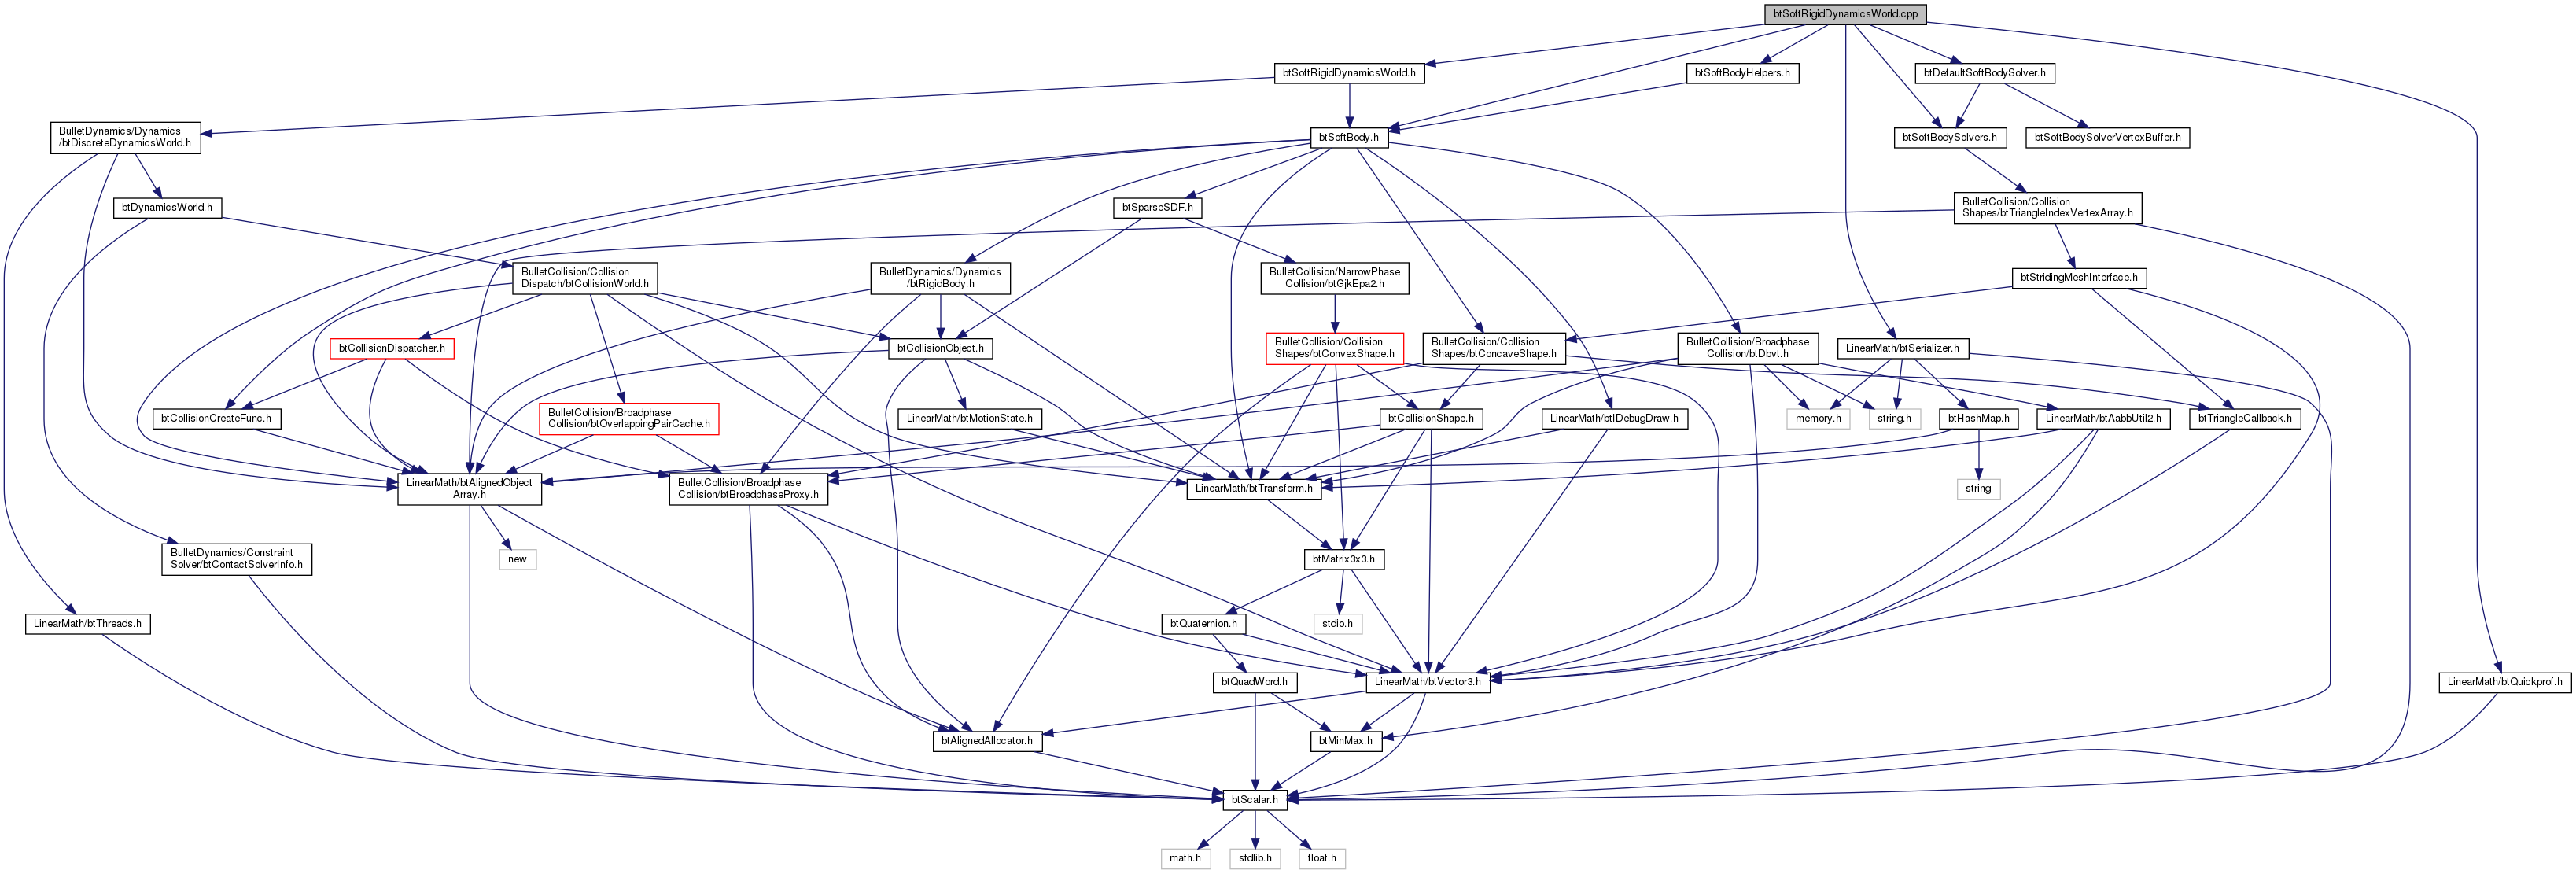 btSoftRigidDynamicsWorld.cpp
btSoftRigidDynamicsWorld.h
btSoftBodyHelpers.h
btDefaultSoftBodySolver.h
BulletDynamics/Dynamics
/btDiscreteDynamicsWorld.h
btSoftBody.h
btSoftBodySolvers.h
btSoftBodySolverVertexBuffer.h
btDynamicsWorld.h
btSparseSDF.h
BulletCollision/Collision
Shapes/btTriangleIndexVertexArray.h
BulletCollision/Collision
Dispatch/btCollisionWorld.h
BulletDynamics/Dynamics
/btRigidBody.h
BulletCollision/NarrowPhase
Collision/btGjkEpa2.h
btStridingMeshInterface.h
btCollisionDispatcher.h
btCollisionObject.h
BulletCollision/Collision
Shapes/btConvexShape.h
BulletCollision/Collision
Shapes/btConcaveShape.h
BulletCollision/Broadphase
Collision/btDbvt.h
LinearMath/btSerializer.h
btCollisionCreateFunc.h
BulletCollision/Broadphase
Collision/btOverlappingPairCache.h
LinearMath/btMotionState.h
btCollisionShape.h
LinearMath/btIDebugDraw.h
memory.h
string.h
btHashMap.h
LinearMath/btAabbUtil2.h
btTriangleCallback.h
LinearMath/btAlignedObject
Array.h
BulletCollision/Broadphase
Collision/btBroadphaseProxy.h
LinearMath/btTransform.h
string
BulletDynamics/Constraint
Solver/btContactSolverInfo.h
new
btMatrix3x3.h
LinearMath/btThreads.h
btQuaternion.h
stdio.h
btQuadWord.h
LinearMath/btVector3.h
LinearMath/btQuickprof.h
btAlignedAllocator.h
btMinMax.h
btScalar.h
math.h
stdlib.h
float.h